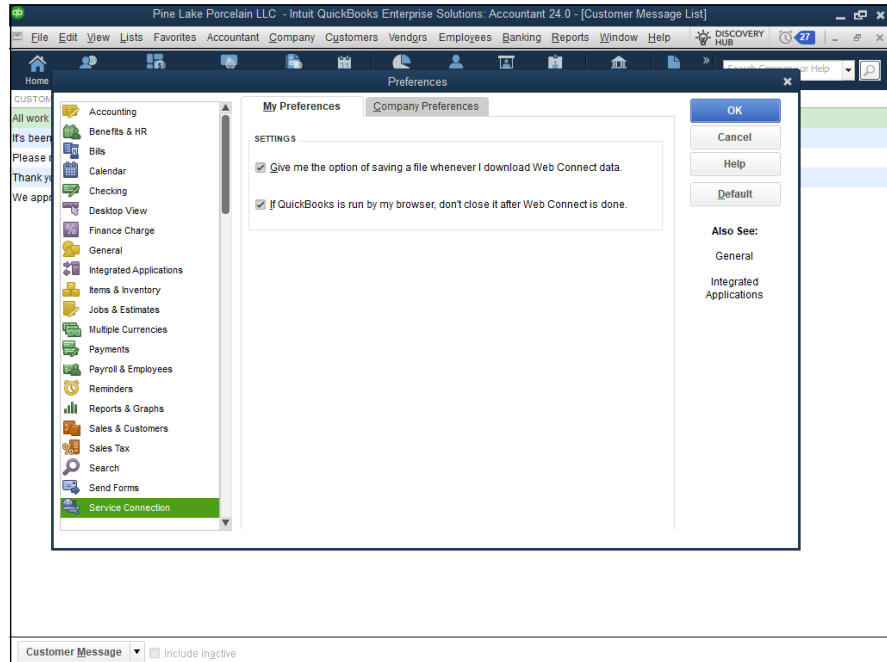 qb Pine Lake Porcelain LLC - Intuit QuickBooks Enterprise Solutions: Accountant 24.0 - [Customer Message List]
File Edit View Lists Favorites Accountant Company Customers Vendors Employees Banking Reports Window Help DISCOVERY HUB 27
Home » or Help
Preferences
CUSTOM
All work
It's been
Please
Thank yo
We appr
Accounting
Benefits & HR
Bills
Calendar
Checking
Desktop View
Finance Charge
General
Integrated Applications
Items & Inventory
Jobs & Estimates
Multiple Currencies
Payments
Payroll & Employees
Reminders
Reports & Graphs
Sales & Customers
Sales Tax
Search
Send Forms
Service Connection
My Preferences Company Preferences
SETTINGS
Give me the option of saving a file whenever I download Web Connect data.
If QuickBooks is run by my browser, don't close it after Web Connect is done.
OK
Cancel
Help
Default
Also See:
General
Integrated
Applications
Customer Message Include inactive